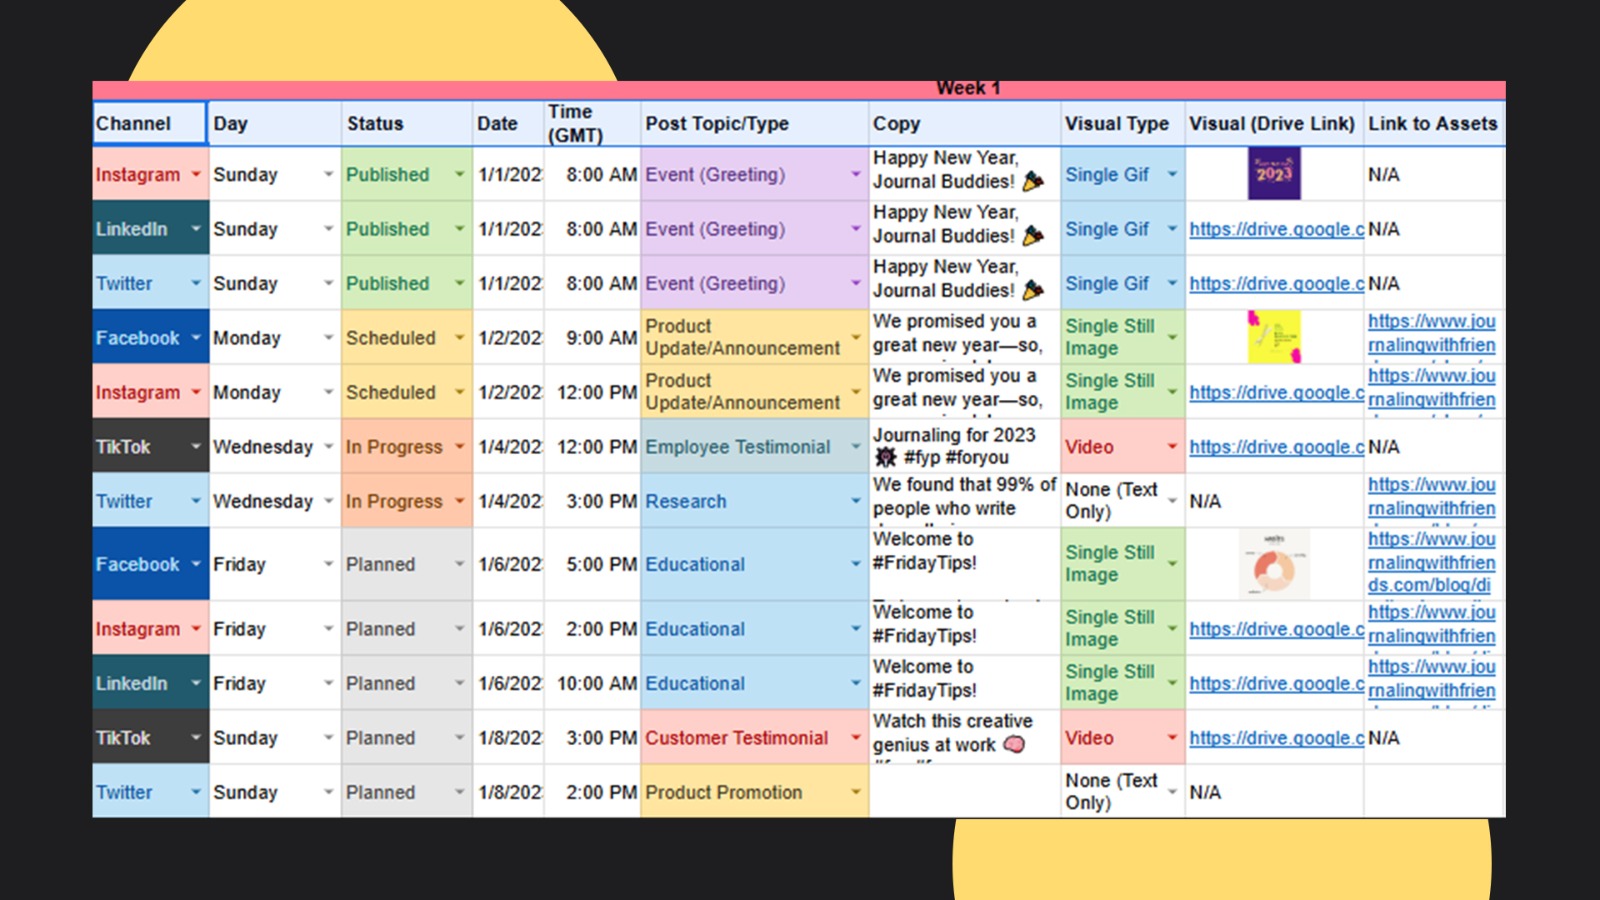 Week 1
Channel Day Status Date Time (GMT) Post Topic/Type Copy Visual Type Visual (Drive Link) Link to Assets
Instagram Sunday Published 1/1/202 8:00 AM Event (Greeting) Happy New Year, Journal Buddies! 🎉 Single Gif 2023 N/A
LinkedIn Sunday Published 1/1/202 8:00 AM Event (Greeting) Happy New Year, Journal Buddies! 🎉 Single Gif https://drive.google.c N/A
Twitter Sunday Published 1/1/202 8:00 AM Event (Greeting) Happy New Year, Journal Buddies! 🎉 Single Gif https://drive.google.c N/A
Facebook Monday Scheduled 1/2/202 9:00 AM Product Update/Announcement We promised you a great new year—so, Single Still Image https://www.journalingwithfrien
Instagram Monday Scheduled 1/2/202 12:00 PM Product Update/Announcement We promised you a great new year—so, Single Still Image https://drive.google.c https://www.journalingwithfrien
TikTok Wednesday In Progress 1/4/202 12:00 PM Employee Testimonial Journaling for 2023 #fyp #foryou Video https://drive.google.c N/A
Twitter Wednesday In Progress 1/4/202 3:00 PM Research We found that 99% of people who write None (Text Only) N/A https://www.journalingwithfrien
Facebook Friday Planned 1/6/202 5:00 PM Educational Welcome to #FridayTips! Single Still Image https://www.journalingwithfriends.com/blog/di
Instagram Friday Planned 1/6/202 2:00 PM Educational Welcome to #FridayTips! Single Still Image https://drive.google.c https://www.journalingwithfrien
LinkedIn Friday Planned 1/6/202 10:00 AM Educational Welcome to #FridayTips! Single Still Image https://drive.google.c https://www.journalingwithfrien
TikTok Sunday Planned 1/8/202 3:00 PM Customer Testimonial Watch this creative genius at work 🧠 Video https://drive.google.c N/A
Twitter Sunday Planned 1/8/202 2:00 PM Product Promotion None (Text Only) N/A